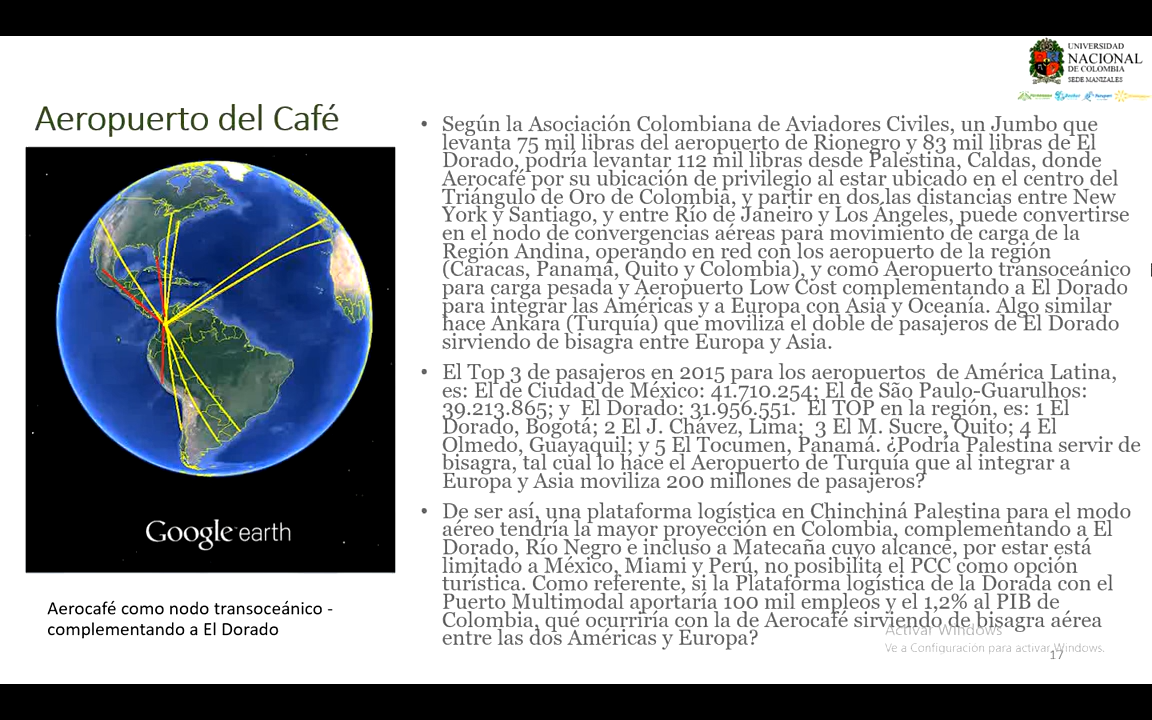 UNIVERSIDAD
NACIONAL
DE COLOMBIA
SEDE MANIZALES
Aeropuerto del Café
• Según la Asociación Colombiana de Aviadores Civiles, un Jumbo que
levanta 75 mil libras del aeropuerto de Rionegro y 83 mil libras de El
Dorado, podría levantar 112 mil libras desde Palestina, Caldas, donde
Aerocafé por su ubicación de privilegio al estar ubicado en el centro del
Triángulo de Oro de Colombia, y partir en dos las distancias entre New
York y Santiago, y entre Río de Janeiro y Los Ángeles, puede convertirse
en el nodo de convergencias aéreas para movimiento de carga de la
Región Andina, operando en red con los aeropuerto de la región
(Caracas, Panamá, Quito y Colombia), y como Aeropuerto transoceánico
para carga pesada y Aeropuerto Low Cost complementando a El Dorado
para integrar las Américas y a Europa con Asia y Oceanía. Algo similar
hace Ankara (Turquía) que moviliza el doble de pasajeros de El Dorado
sirviendo de bisagra entre Europa y Asia.
• El Top 3 de pasajeros en 2015 para los aeropuertos de América Latina,
es: El de Ciudad de México: 41.710.254; El de São Paulo-Guarulhos:
39.213.865; y El Dorado: 31.956.551. El TOP en la región, es: 1 El
Dorado, Bogotá; 2 El J. Chávez, Lima; 3 El M. Sucre, Quito; 4 El
Olmedo, Guayaquil; y 5 El Tocumen, Panamá. ¿Podría Palestina servir de
bisagra, tal cual lo hace el Aeropuerto de Turquía que al integrar a
Europa y Asia moviliza 200 millones de pasajeros?
• De ser así, una plataforma logística en Chinchiná Palestina para el modo
aéreo tendría la mayor proyección en Colombia, complementando a El
Dorado, Río Negro e incluso a Matecaña cuyo alcance, por estar está
limitado a México, Miami y Perú, no posibilita el PCC como opción
turística. Como referente, si la Plataforma logística de la Dorada con el
Puerto Multimodal aportaría 100 mil empleos y el 1,2% al PIB de
Colombia, qué ocurriría con la de Aerocafé sirviendo de bisagra aérea
entre las dos Américas y Europa?
Google earth
Aerocafé como nodo transoceánico -
complementando a El Dorado
Activar Windows
Ve a Configuración para activar Windows.
17